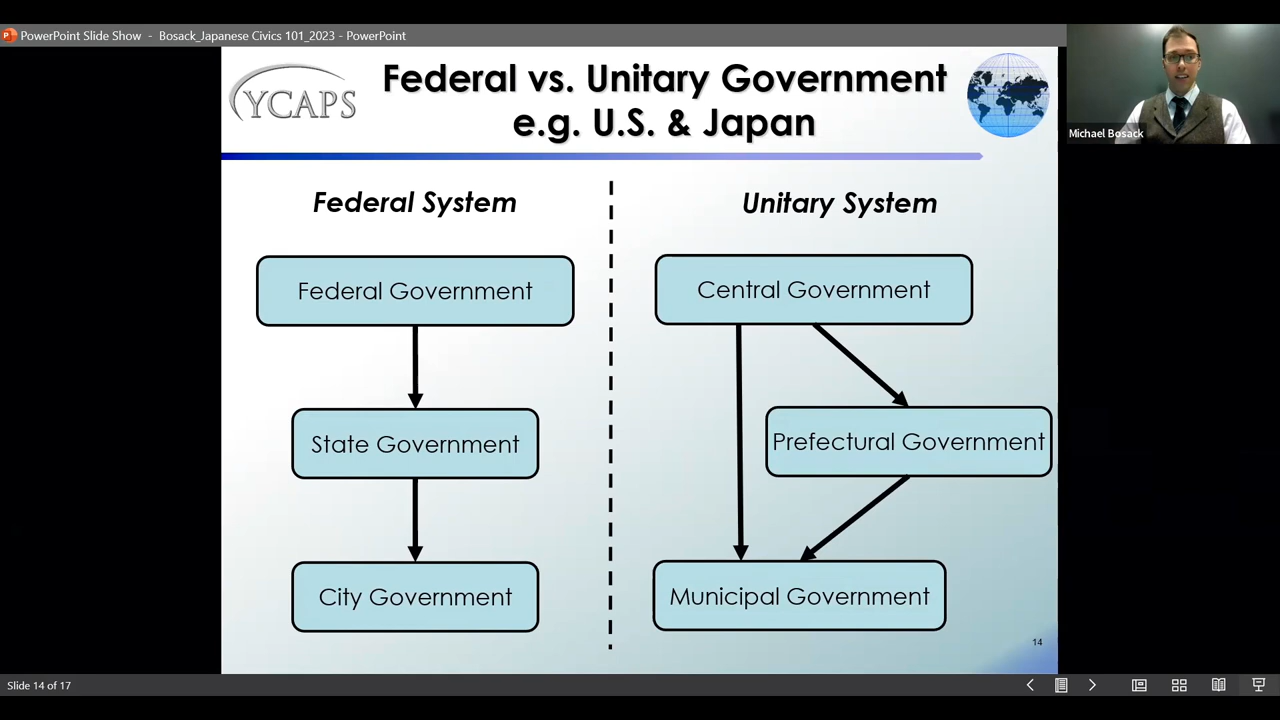 PowerPoint Slide Show - Bosack_Japanese Civics 101_2023 - PowerPoint
YCAPS
Federal vs. Unitary Government
e.g. U.S. & Japan
Michael Bosack
Federal System
Unitary System
Federal Government
Central Government
State Government
Prefectural Government
City Government
Municipal Government
14
Slide 14 of 17